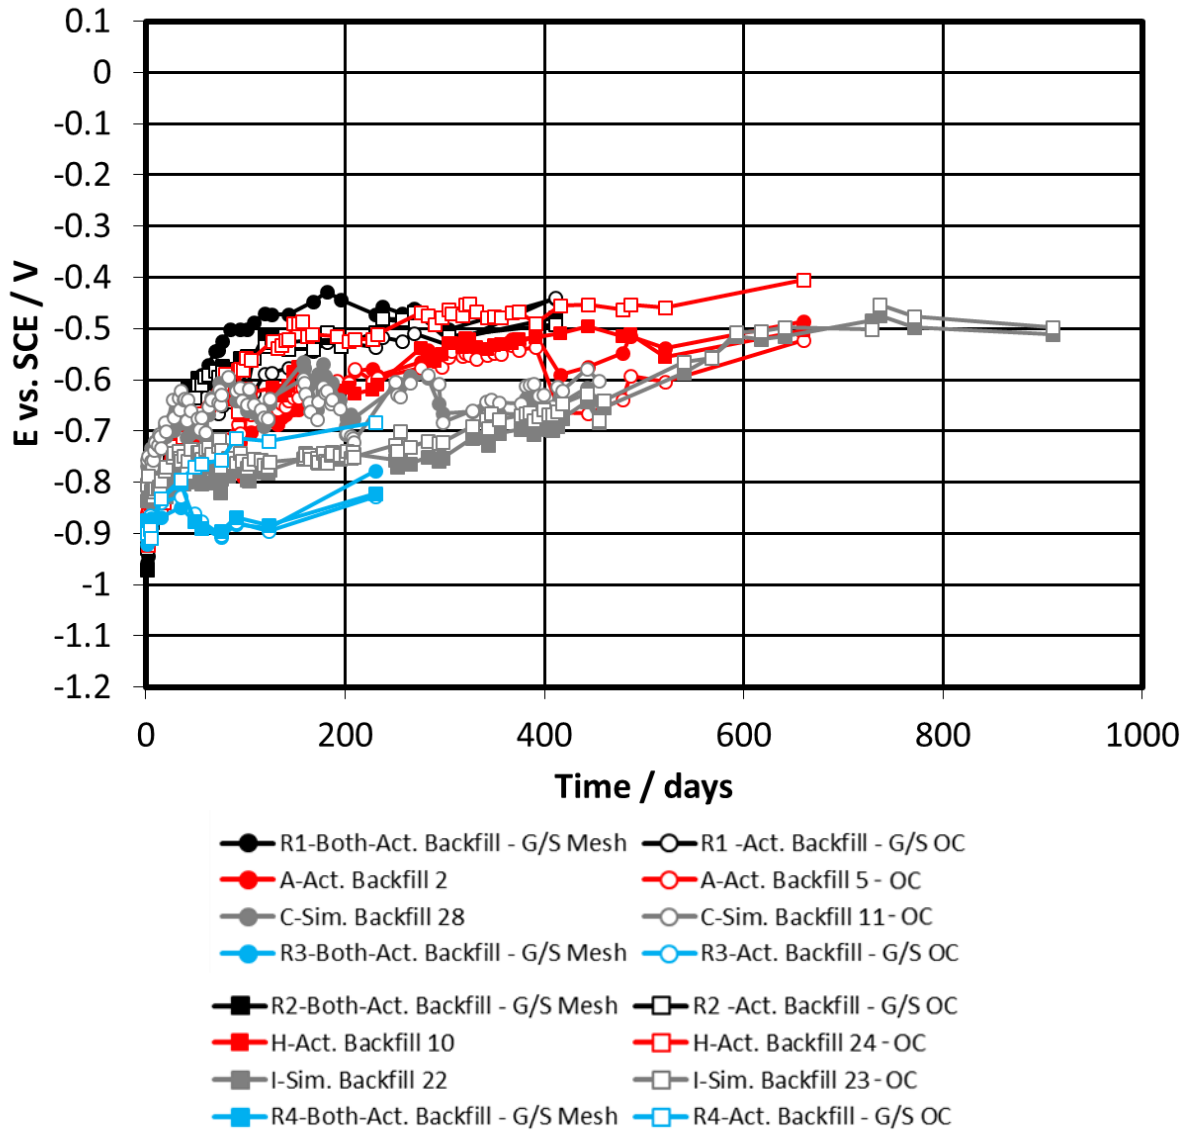 0.1
0
-0.1
-0.2
-0.3
-0.4
-0.5
-0.6
-0.7
-0.8
-0.9
-1
-1.1
-1.2
E vs. SCE / V
0 200 400 600 800 1000
Time / days
R1-Both-Act. Backfill - G/S Mesh R1 -Act. Backfill - G/S OC
A-Act. Backfill 2 A-Act. Backfill 5 - OC
C-Sim. Backfill 28 C-Sim. Backfill 11 - OC
R3-Both-Act. Backfill - G/S Mesh R3-Act. Backfill - G/S OC
R2-Both-Act. Backfill - G/S Mesh R2 -Act. Backfill - G/S OC
H-Act. Backfill 10 H-Act. Backfill 24 - OC
I-Sim. Backfill 22 I-Sim. Backfill 23 - OC
R4-Both-Act. Backfill - G/S Mesh R4-Act. Backfill - G/S OC